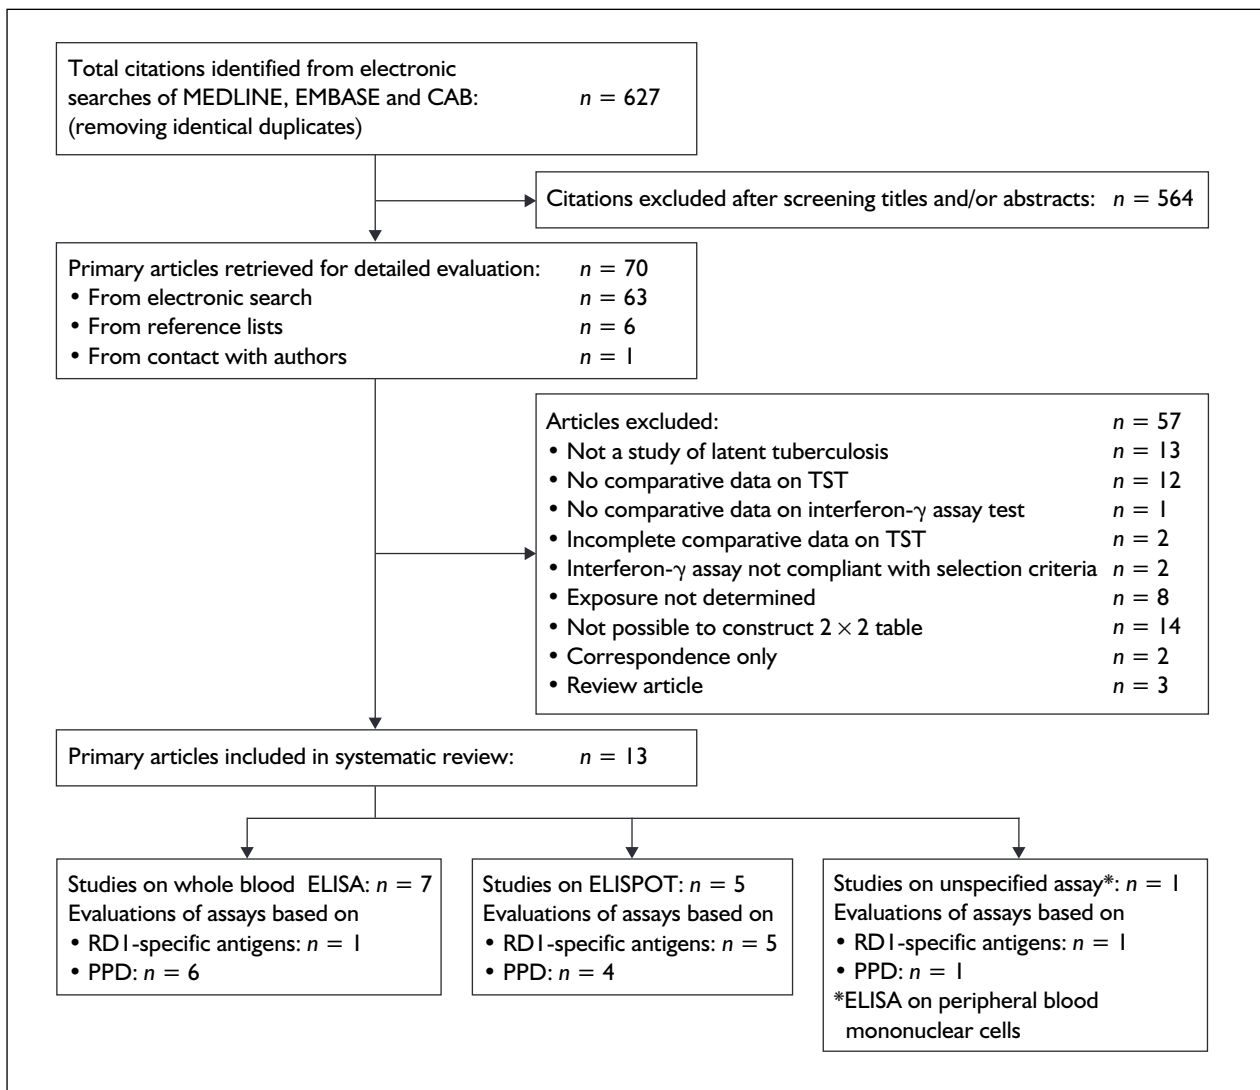 Total citations identified from electronic
searches of MEDLINE, EMBASE and CAB: n = 627
(removing identical duplicates)
Citations excluded after screening titles and/or abstracts: n = 564
Primary articles retrieved for detailed evaluation: n = 70
• From electronic search n = 63
• From reference lists n = 6
• From contact with authors n = 1
Articles excluded: n = 57
• Not a study of latent tuberculosis n = 13
• No comparative data on TST n = 12
• No comparative data on interferon-γ assay test n = 1
• Incomplete comparative data on TST n = 2
• Interferon-γ assay not compliant with selection criteria n = 2
• Exposure not determined n = 8
• Not possible to construct 2 × 2 table n = 14
• Correspondence only n = 2
• Review article n = 3
Primary articles included in systematic review: n = 13
Studies on whole blood ELISA: n = 7
Evaluations of assays based on
• RD1-specific antigens: n = 1
• PPD: n = 6
Studies on ELISPOT: n = 5
Evaluations of assays based on
• RD1-specific antigens: n = 5
• PPD: n = 4
Studies on unspecified assay*: n = 1
Evaluations of assays based on
• RD1-specific antigens: n = 1
• PPD: n = 1
*ELISA on peripheral blood
mononuclear cells